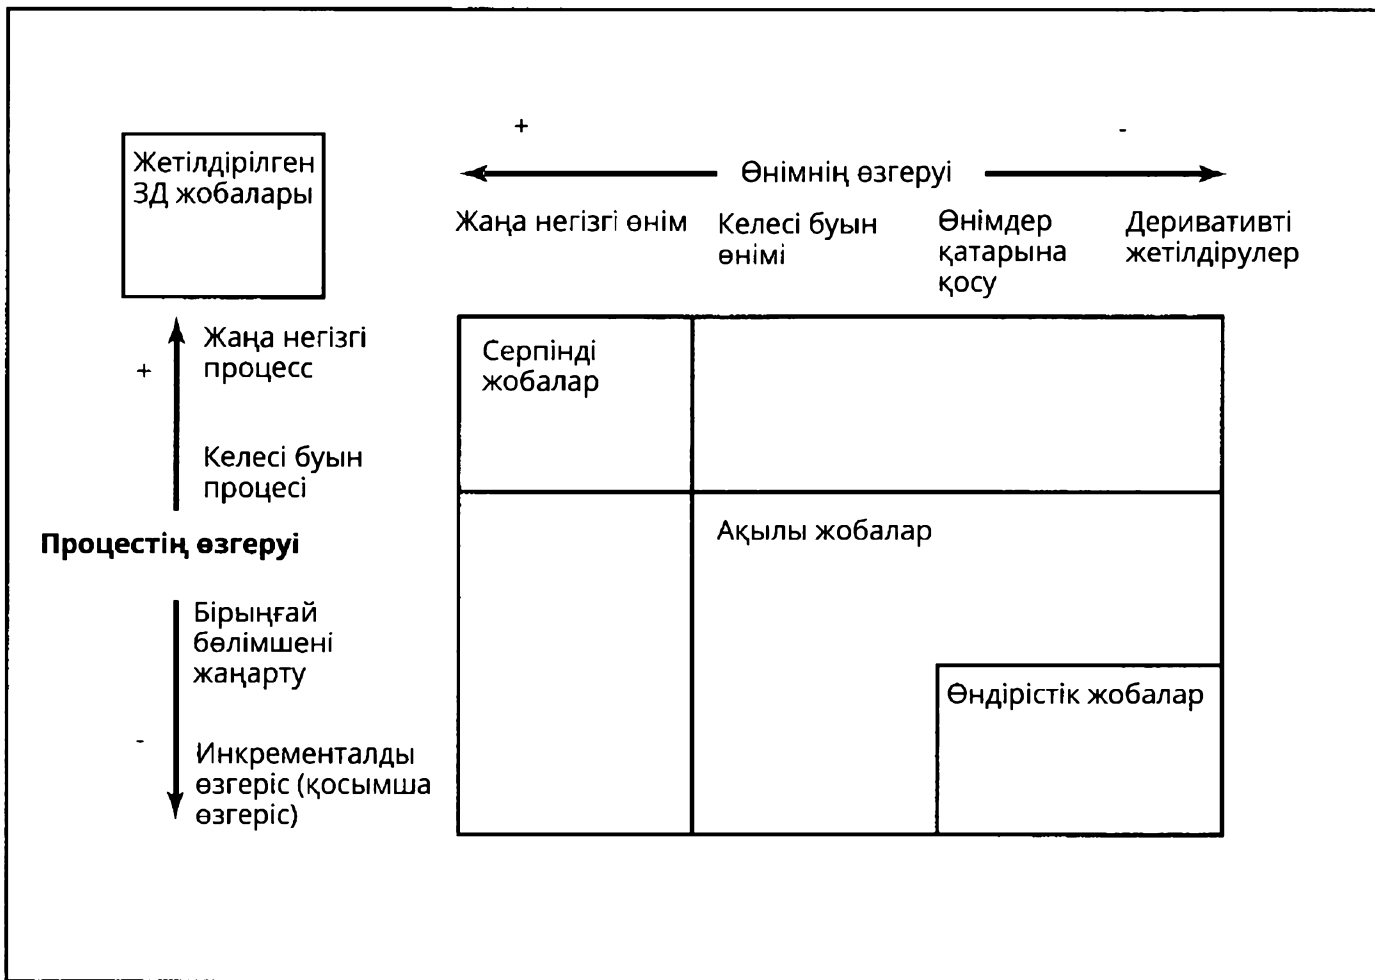 Жетілдірілген
ЗД жобалары
+
-
Өнімнің өзгеруі
Жаңа негізгі өнім
Келесі буын
өнімі
Өнімдер
қатарына
қосу
Деривативті
жетілдірулер
+
Жаңа негізгі
процесс
Келесі буын
процесі
Процестің өзгеруі
Бірыңғай
бөлімшені
жаңарту
-
Инкременталды
өзгеріс (қосымша
өзгеріс)
Серпінді
жобалар
Ақылы жобалар
Өндірістік жобалар